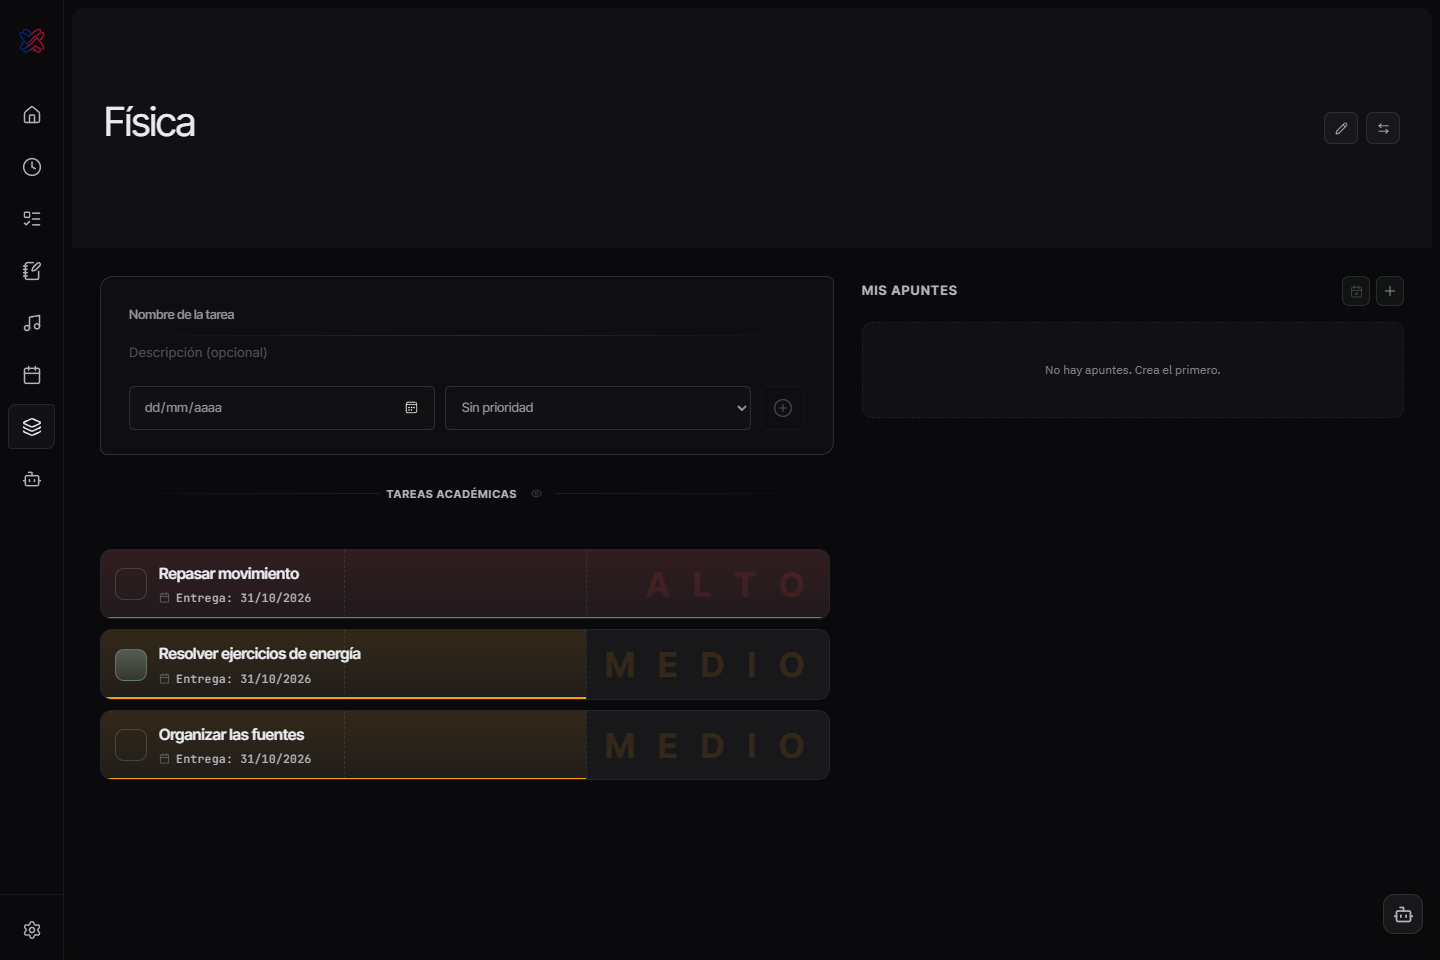 Física
Nombre de la tarea
Descripción (opcional)
dd/mm/aaaa
Sin prioridad
TAREAS ACADÉMICAS
Repasar movimiento
Entrega: 31/10/2026
ALTO
Resolver ejercicios de energía
Entrega: 31/10/2026
MEDIO
Organizar las fuentes
Entrega: 31/10/2026
MEDIO
MIS APUNTES
No hay apuntes. Crea el primero.